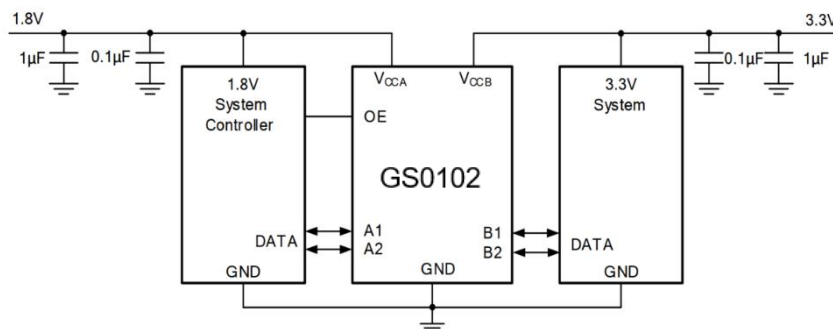 1.8V
3.3V
1µF
0.1µF
0.1µF
1µF
1.8V
System
Controller
VCCA
VCCB
3.3V
System
OE
GS0102
DATA
A1
A2
B1
B2
DATA
GND
GND
GND